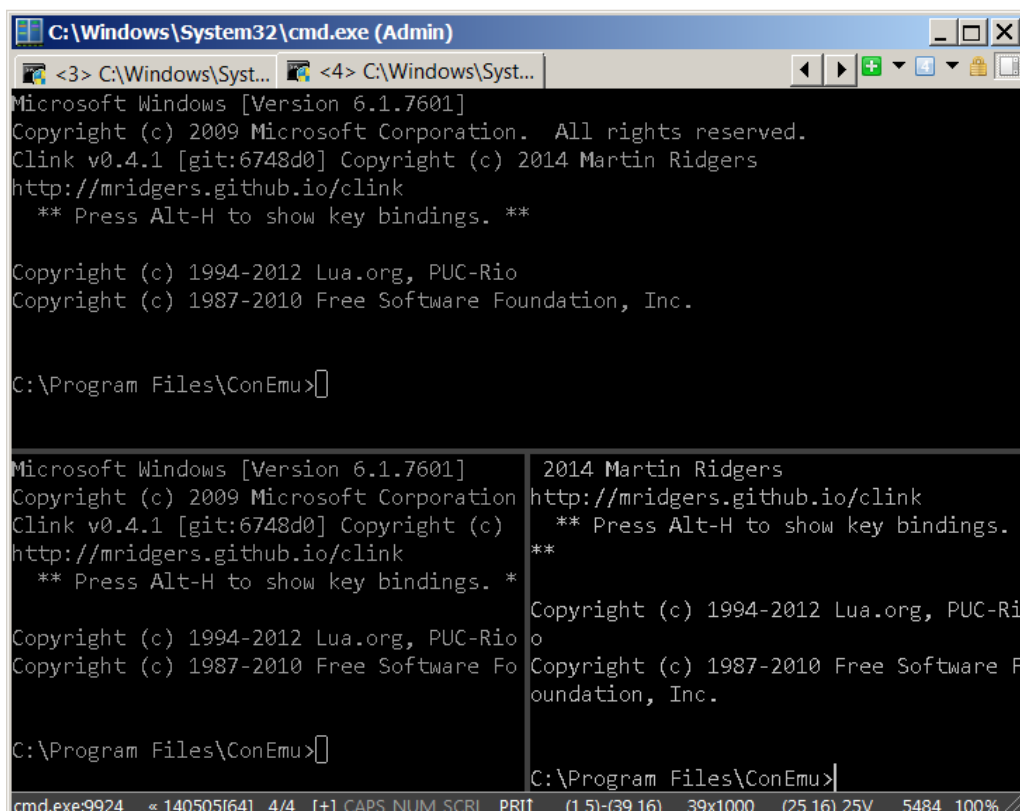 C:\Windows\System32\cmd.exe (Admin)
<3> C:\Windows\Syst... <4> C:\Windows\Syst...
Microsoft Windows [Version 6.1.7601]
Copyright (c) 2009 Microsoft Corporation.  All rights reserved.
Clink v0.4.1 [git:6748d0] Copyright (c) 2014 Martin Ridgers
http://mridgers.github.io/clink
** Press Alt-H to show key bindings. **
Copyright (c) 1994-2012 Lua.org, PUC-Rio
Copyright (c) 1987-2010 Free Software Foundation, Inc.
C:\Program Files\ConEmu>
Microsoft Windows [Version 6.1.7601]
Copyright (c) 2009 Microsoft Corporation
Clink v0.4.1 [git:6748d0] Copyright (c)
http://mridgers.github.io/clink
** Press Alt-H to show key bindings. *
Copyright (c) 1994-2012 Lua.org, PUC-Rio
Copyright (c) 1987-2010 Free Software Fo
C:\Program Files\ConEmu>
2014 Martin Ridgers
http://mridgers.github.io/clink
** Press Alt-H to show key bindings.
**
Copyright (c) 1994-2012 Lua.org, PUC-Ri
o
Copyright (c) 1987-2010 Free Software F
oundation, Inc.
C:\Program Files\ConEmu>
cmd.exe:9924 « 140505[64] 4/4 [+] CAPS NUM SCRL PRI↑ (1,5)-(39,16) 39x1000 (25,16) 25V 5484 100%